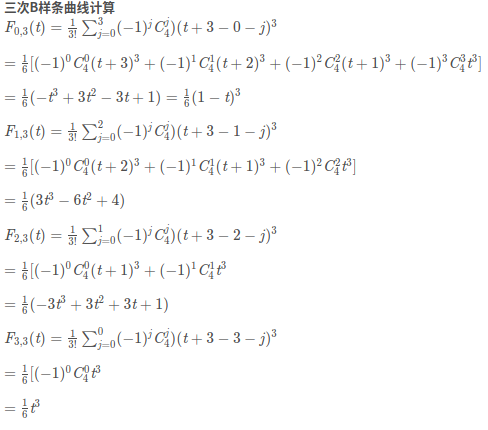 三次B样条曲线计算
F_{0,3}(t) = \frac{1}{3!} \sum_{j=0}^{3} (-1)^j C_4^j)(t + 3 - 0 - j)^3
= \frac{1}{6}[(-1)^0 C_4^0 (t + 3)^3 + (-1)^1 C_4^1 (t + 2)^3 + (-1)^2 C_4^2 (t + 1)^3 + (-1)^3 C_4^3 t^3]
= \frac{1}{6}(-t^3 + 3t^2 - 3t + 1) = \frac{1}{6}(1 - t)^3
F_{1,3}(t) = \frac{1}{3!} \sum_{j=0}^{2} (-1)^j C_4^j)(t + 3 - 1 - j)^3
= \frac{1}{6}[(-1)^0 C_4^0 (t + 2)^3 + (-1)^1 C_4^1 (t + 1)^3 + (-1)^2 C_4^2 t^3]
= \frac{1}{6}(3t^3 - 6t^2 + 4)
F_{2,3}(t) = \frac{1}{3!} \sum_{j=0}^{1} (-1)^j C_4^j)(t + 3 - 2 - j)^3
= \frac{1}{6}[(-1)^0 C_4^0 (t + 1)^3 + (-1)^1 C_4^1 t^3
= \frac{1}{6}(-3t^3 + 3t^2 + 3t + 1)
F_{3,3}(t) = \frac{1}{3!} \sum_{j=0}^{0} (-1)^j C_4^j)(t + 3 - 3 - j)^3
= \frac{1}{6}[(-1)^0 C_4^0 t^3
= \frac{1}{6} t^3